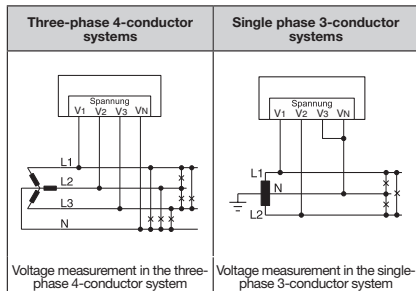 Three-phase 4-conductor
systems
Single phase 3-conductor
systems
Spannung
V1 V2 V3 VN
L1
L2
L3
N
Spannung
V1 V2 V3 VN
L1
N
L2
Voltage measurement in the three-
phase 4-conductor system
Voltage measurement in the single-
phase 3-conductor system